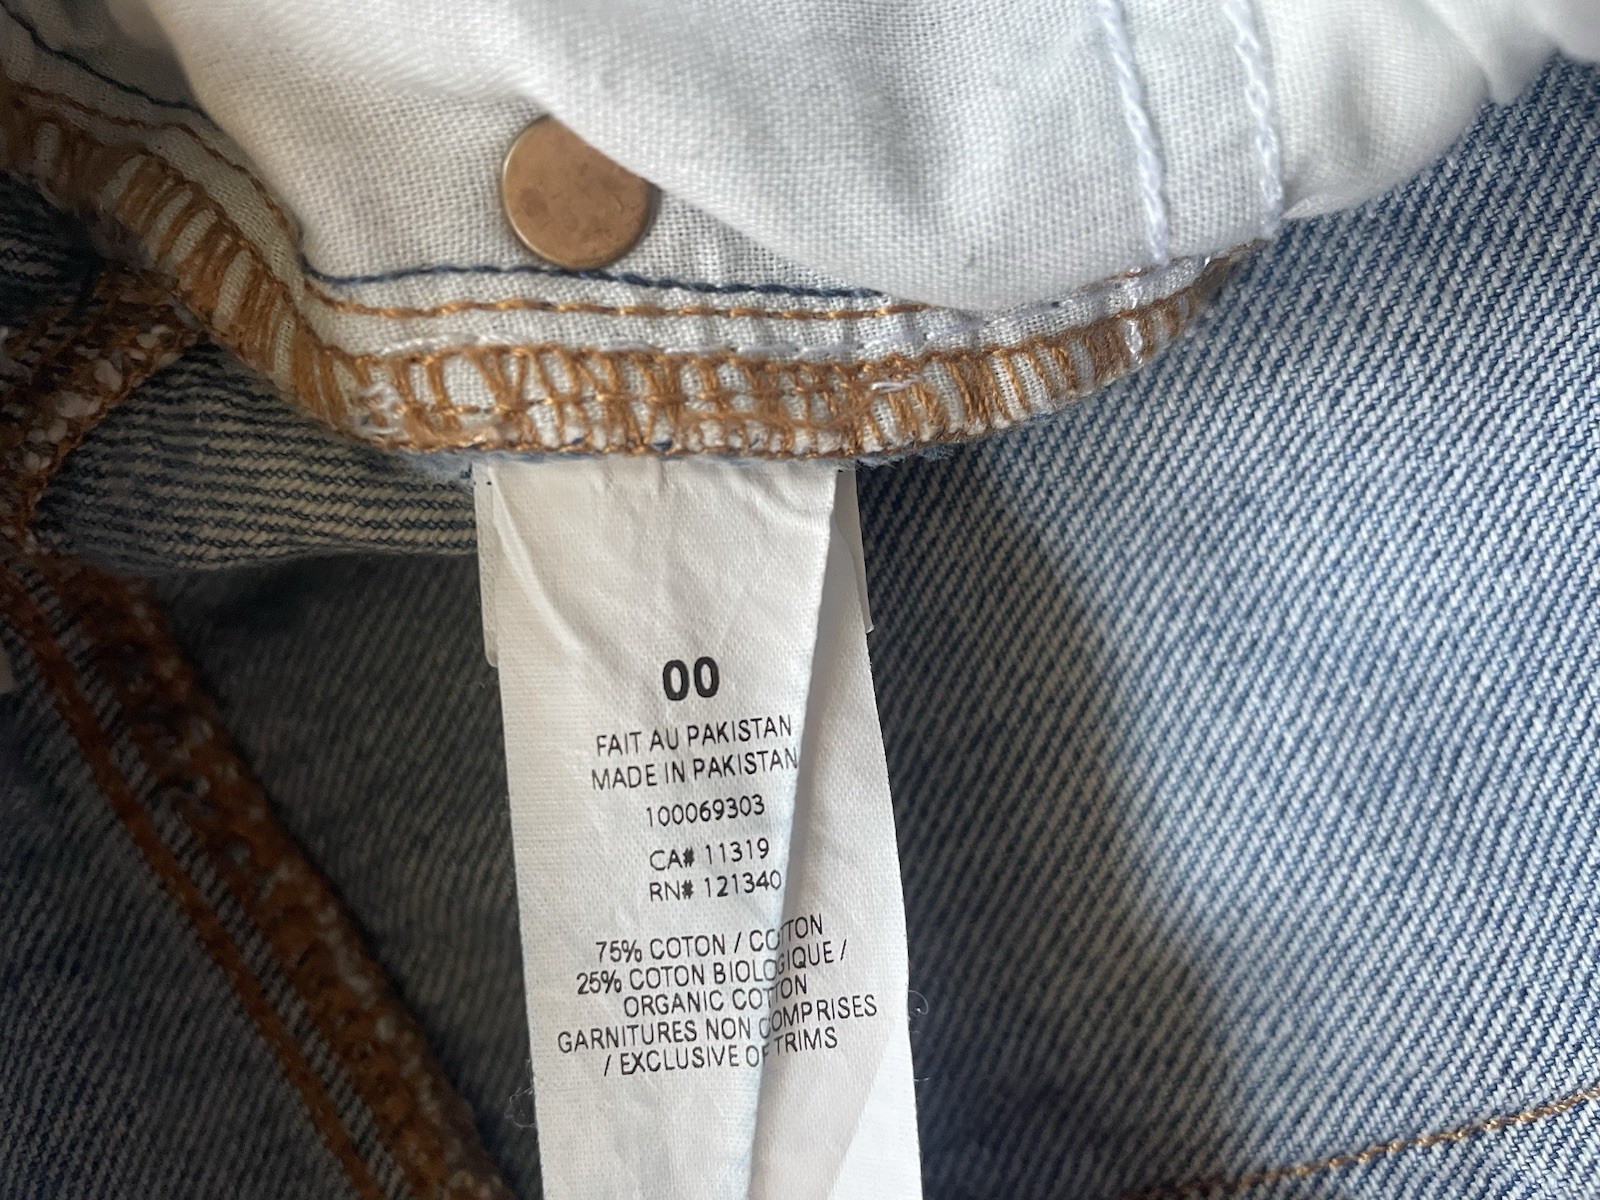 00
FAIT AU PAKISTAN
MADE IN PAKISTAN
100069303
CA# 11319
RN# 121340
75% COTON / COTTON
25% COTON BIOLOGIQUE /
ORGANIC COTTON
GARNITURES NON COMPRISES
/ EXCLUSIVE OF TRIMS